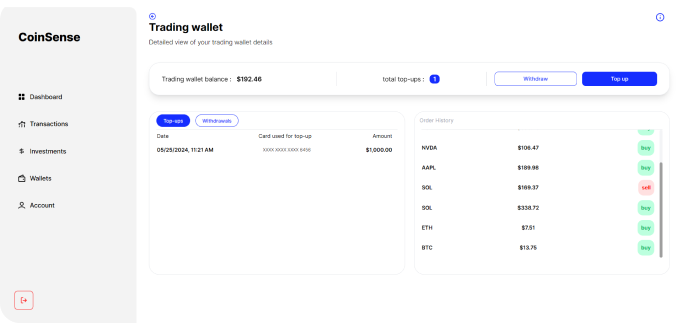 CoinSense
Dashboard
Transactions
Investments
Wallets
Account
Trading wallet
Detailed view of your trading wallet details
Trading wallet balance : $192.46
total top-ups : 1
Withdraw
Top up
Top-ups
Withdrawals
Date Card used for top-up Amount
05/25/2024, 11:21 AM XXXX XXXX XXXX 6456 $1,000.00
Order History
NVDA $106.47 buy
AAPL $189.98 buy
SOL $169.37 sell
SOL $338.72 buy
ETH $7.51 buy
BTC $13.75 buy